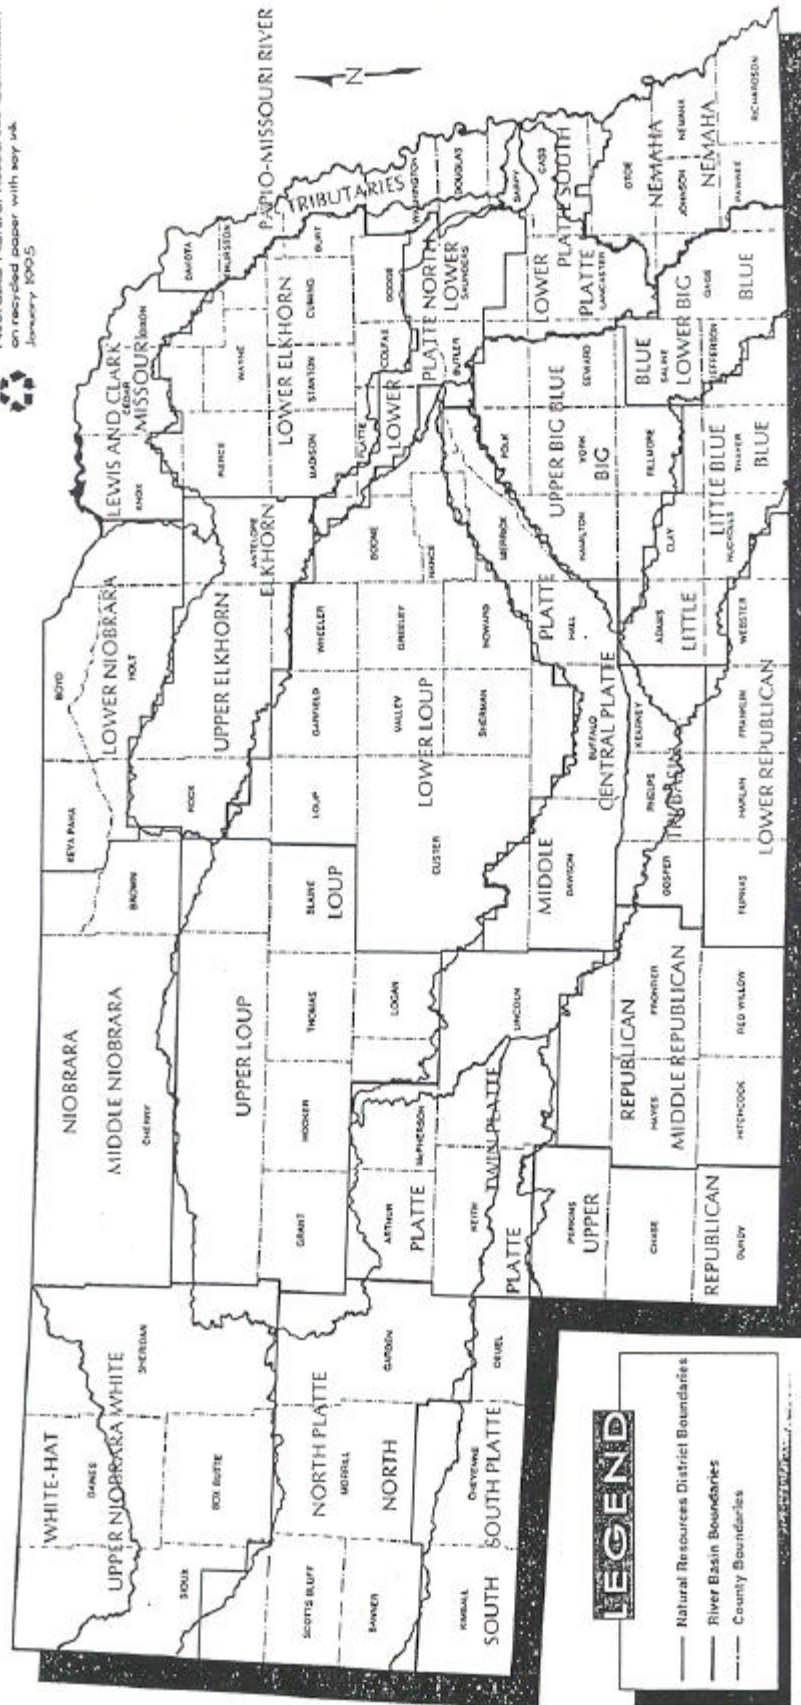 on recycled paper with soy ink.
January 1995
N
WHITE-HAT
DAWES
UPPER NIOBRARA WHITE
SIOUX
SHERIDAN
BOX BUTTE
NIOBRARA
MIDDLE NIOBRARA
CHERRY
KEYA PAHA
BROWN
ROCK
BOYD
LOWER NIOBRARA
HOLT
KNOX
LEWIS AND CLARK
CEDAR
MISSOURI
DIXON
DAKOTA
THURSTON
TRIBUTARIES
PAPIO-MISSOURI RIVER
BURT
WASHINGTON
DOUGLAS
SARPY
UPPER ELKHORN
ANTELOPE
ELKHORN
PIERCE
WAYNE
LOWER ELKHORN
MADISON
STANTON
CUMING
PLATTE
COLFAX
DODGE
SCOTTS BLUFF
BANNER
NORTH PLATTE
MORRILL
NORTH
GARDEN
UPPER LOUP
GRANT
HOOKER
THOMAS
BLAINE
LOUP
LOUP
GARFIELD
WHEELER
ARTHUR
PLATTE
McPHERSON
LOGAN
CUSTER
LOWER LOUP
VALLEY
GREELEY
SHERMAN
HOWARD
BOONE
NANCE
MERRICK
LOWER
PLATTE NORTH
BUTLER
LOWER
SAUNDERS
KIMBALL
CHEYENNE
SOUTH
SOUTH PLATTE
DEUEL
KEITH
TWIN PLATTE
PLATTE
LINCOLN
MIDDLE
DAWSON
BUFFALO
CENTRAL PLATTE
PLATTE
HALL
POLK
HAMILTON
UPPER BIG BLUE
YORK
BIG
SEWARD
LOWER
PLATTE SOUTH
PLATTE
LANCASTER
CASS
OTOE
PERKINS
UPPER
CHASE
REPUBLICAN
DUNDY
REPUBLICAN
HAYES
FRONTIER
MIDDLE REPUBLICAN
HITCHCOCK
RED WILLOW
GOSPER
PHELPS
KEARNEY
TRI-BASIN
FURNAS
HARLAN
FRANKLIN
LOWER REPUBLICAN
WEBSTER
ADAMS
LITTLE
CLAY
FILLMORE
LITTLE BLUE
NUCKOLLS
THAYER
BLUE
BLUE
SALINE
LOWER BIG
JEFFERSON
GAGE
BLUE
NEMAHA
JOHNSON
NEMAHA
NEMAHA
PAWNEE
RICHARDSON
LEGEND
Natural Resources District Boundaries
River Basin Boundaries
County Boundaries